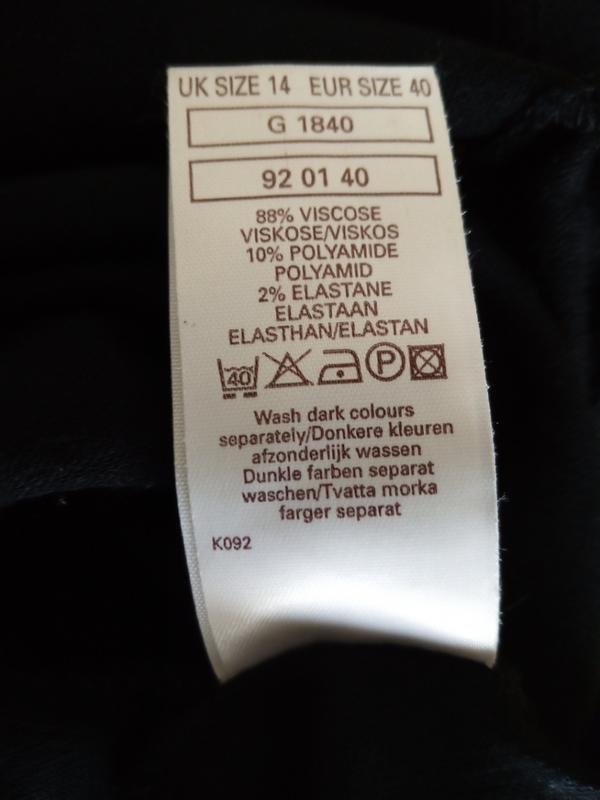 UK SIZE 14 EUR SIZE 40
G 1840
92 01 40
88% VISCOSE
VISKOSE/VISKOS
10% POLYAMIDE
POLYAMID
2% ELASTANE
ELASTAAN
ELASTHAN/ELASTAN
40 P
Wash dark colours
separately/Donkere kleuren
afzonderlijk wassen
Dunkle farben separat
waschen/Tvatta morka
farger separat
K092